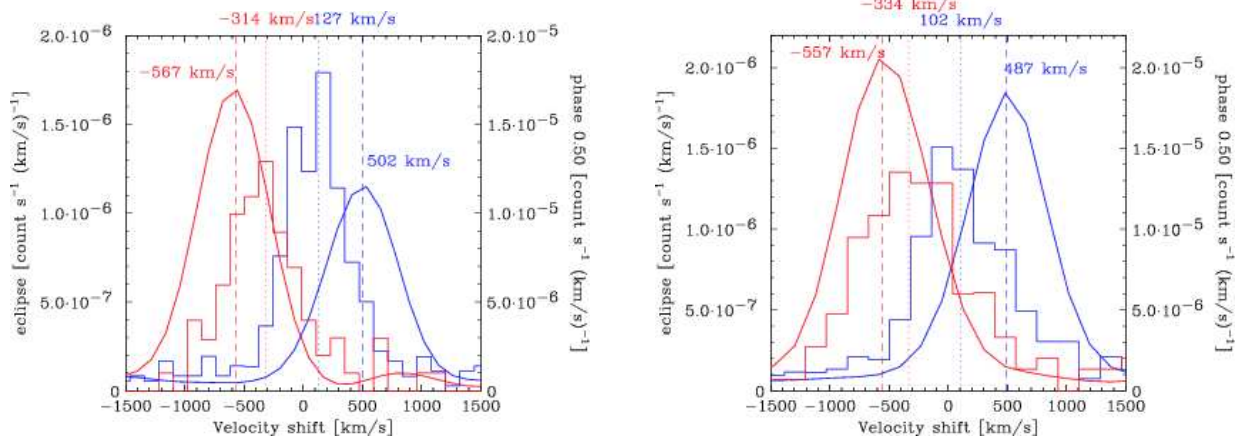 −314 km/s 127 km/s
2.0·10⁻⁶
2.0×10⁻⁵
−567 km/s
1.5·10⁻⁶
1.5×10⁻⁵
502 km/s
1.0·10⁻⁶
1.0×10⁻⁵
5.0·10⁻⁷
5.0×10⁻⁶
0
0
−1500 −1000 −500 0 500 1000 1500
Velocity shift [km/s]
eclipse [count s⁻¹ (km/s)⁻¹]
phase 0.50 [count s⁻¹ (km/s)⁻¹]
−334 km/s
102 km/s
−557 km/s
487 km/s
2.0·10⁻⁶
2.0×10⁻⁵
1.5·10⁻⁶
1.5×10⁻⁵
1.0·10⁻⁶
1.0×10⁻⁵
5.0·10⁻⁷
5.0×10⁻⁶
0
0
−1500 −1000 −500 0 500 1000 1500
Velocity shift [km/s]
eclipse [count s⁻¹ (km/s)⁻¹]
phase 0.50 [count s⁻¹ (km/s)⁻¹]